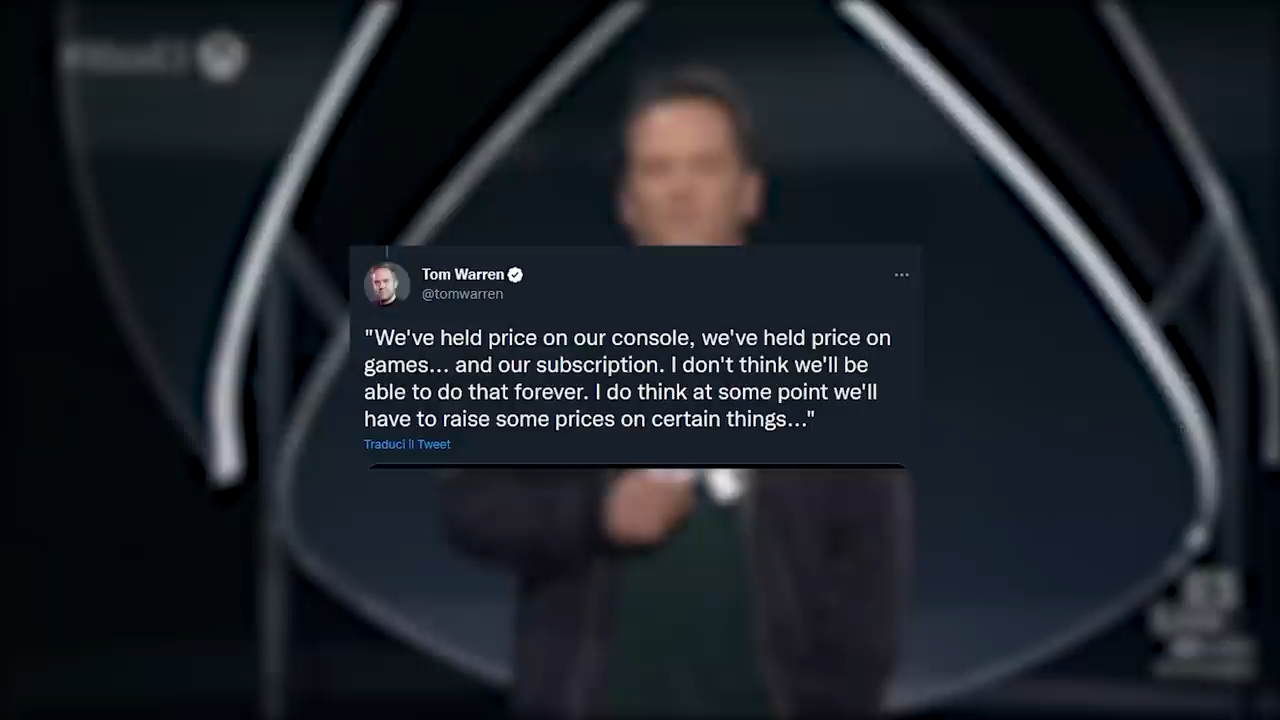 Tom Warren
@tomwarren
"We've held price on our console, we've held price on
games... and our subscription. I don't think we'll be
able to do that forever. I do think at some point we'll
have to raise some prices on certain things..."
Traduci il Tweet